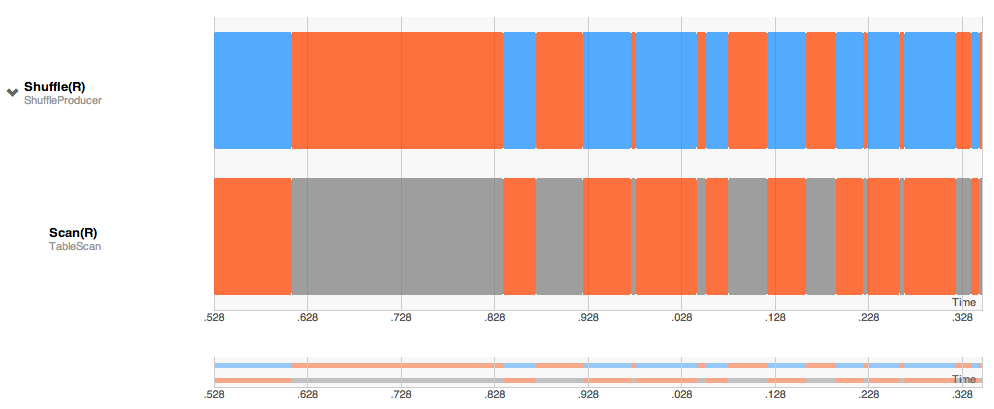 Shuffle(R)
ShuffleProducer
Scan(R)
TableScan
Time
.528 .628 .728 .828 .928 .028 .128 .228 .328
Time
.528 .628 .728 .828 .928 .028 .128 .228 .328